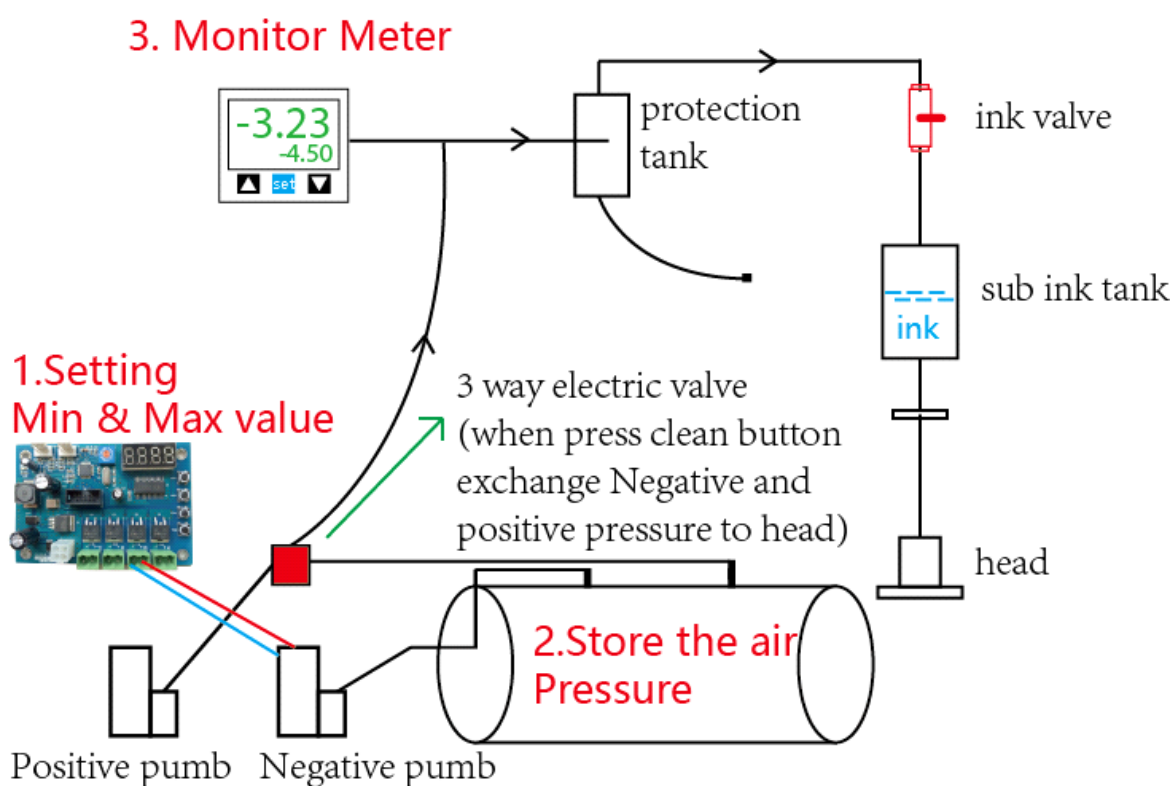 3. Monitor Meter
-3.23
-4.50
set
protection
tank
ink valve
sub ink tank
ink
1.Setting
Min & Max value
3 way electric valve
(when press clean button
exchange Negative and
positive pressure to head)
head
2.Store the air
Pressure
Positive pumb
Negative pumb